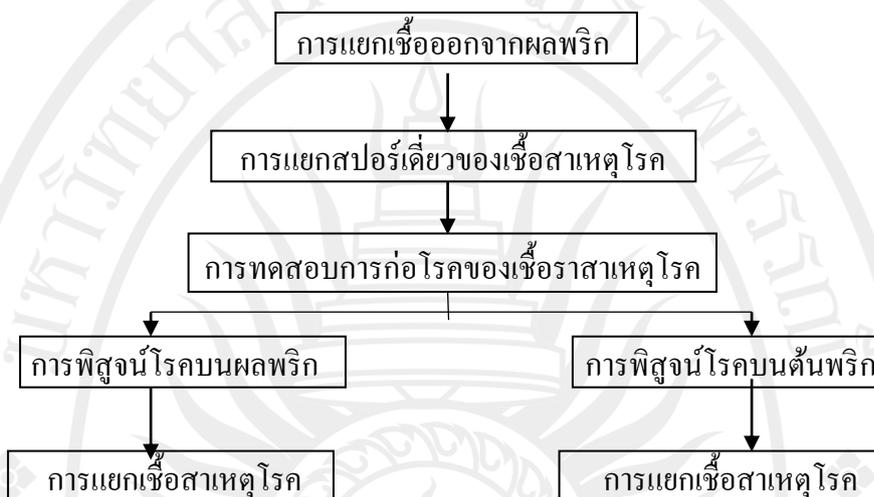 การแยกเชื้อออกจากผลพริก
การแยกสปอร์เดี่ยวของเชื้อสาเหตุโรค
การทดสอบการก่อโรคของเชื้อราสาเหตุโรค
การพิสูจน์โรคบนผลพริก
การพิสูจน์โรคบนต้นพริก
การแยกเชื้อสาเหตุโรค
การแยกเชื้อสาเหตุโรค